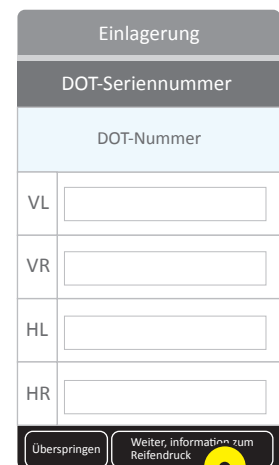 Einlagerung
DOT-Seriennummer
DOT-Nummer
VL
VR
HL
HR
Überspringen
Weiter, information zum
Reifendruck